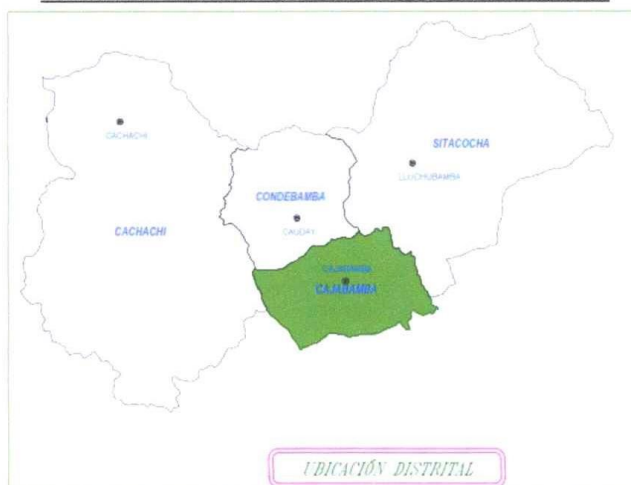 CACHACHI
SITACOCHA
LLUCHUBAMBA
CONDEBAMBA
CAUDAY
CACHACHI
CAJABAMBA
CAJABAMBA
UBICACIÓN DISTRITAL